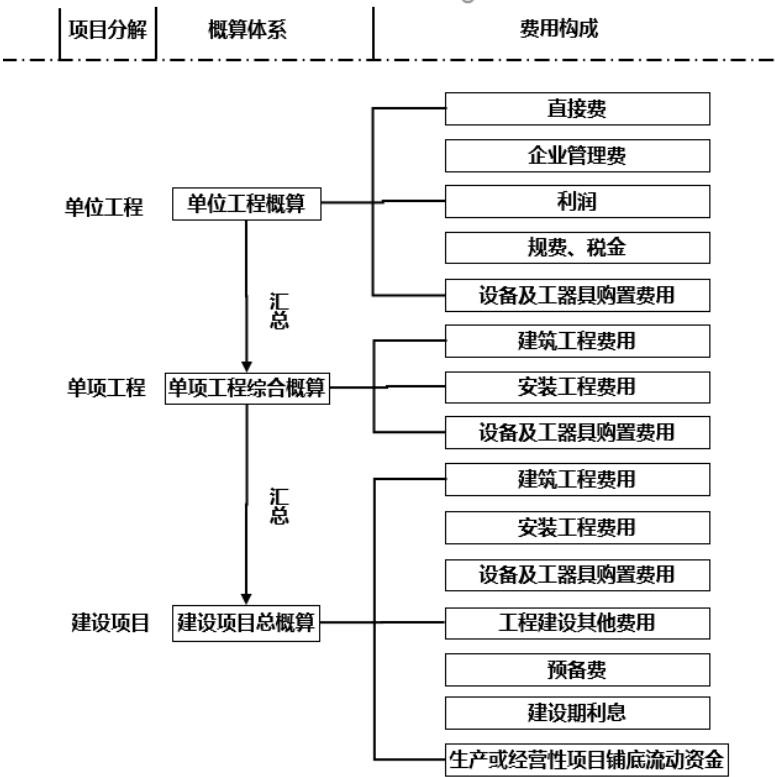 项目分解 概算体系 费用构成
直接费
企业管理费
单位工程 单位工程概算 利润
规费、税金
汇总
设备及工器具购置费用
建筑工程费用
单项工程 单项工程综合概算 安装工程费用
设备及工器具购置费用
建筑工程费用
汇总
安装工程费用
设备及工器具购置费用
建设项目 建设项目总概算 工程建设其他费用
预备费
建设期利息
生产或经营性项目铺底流动资金